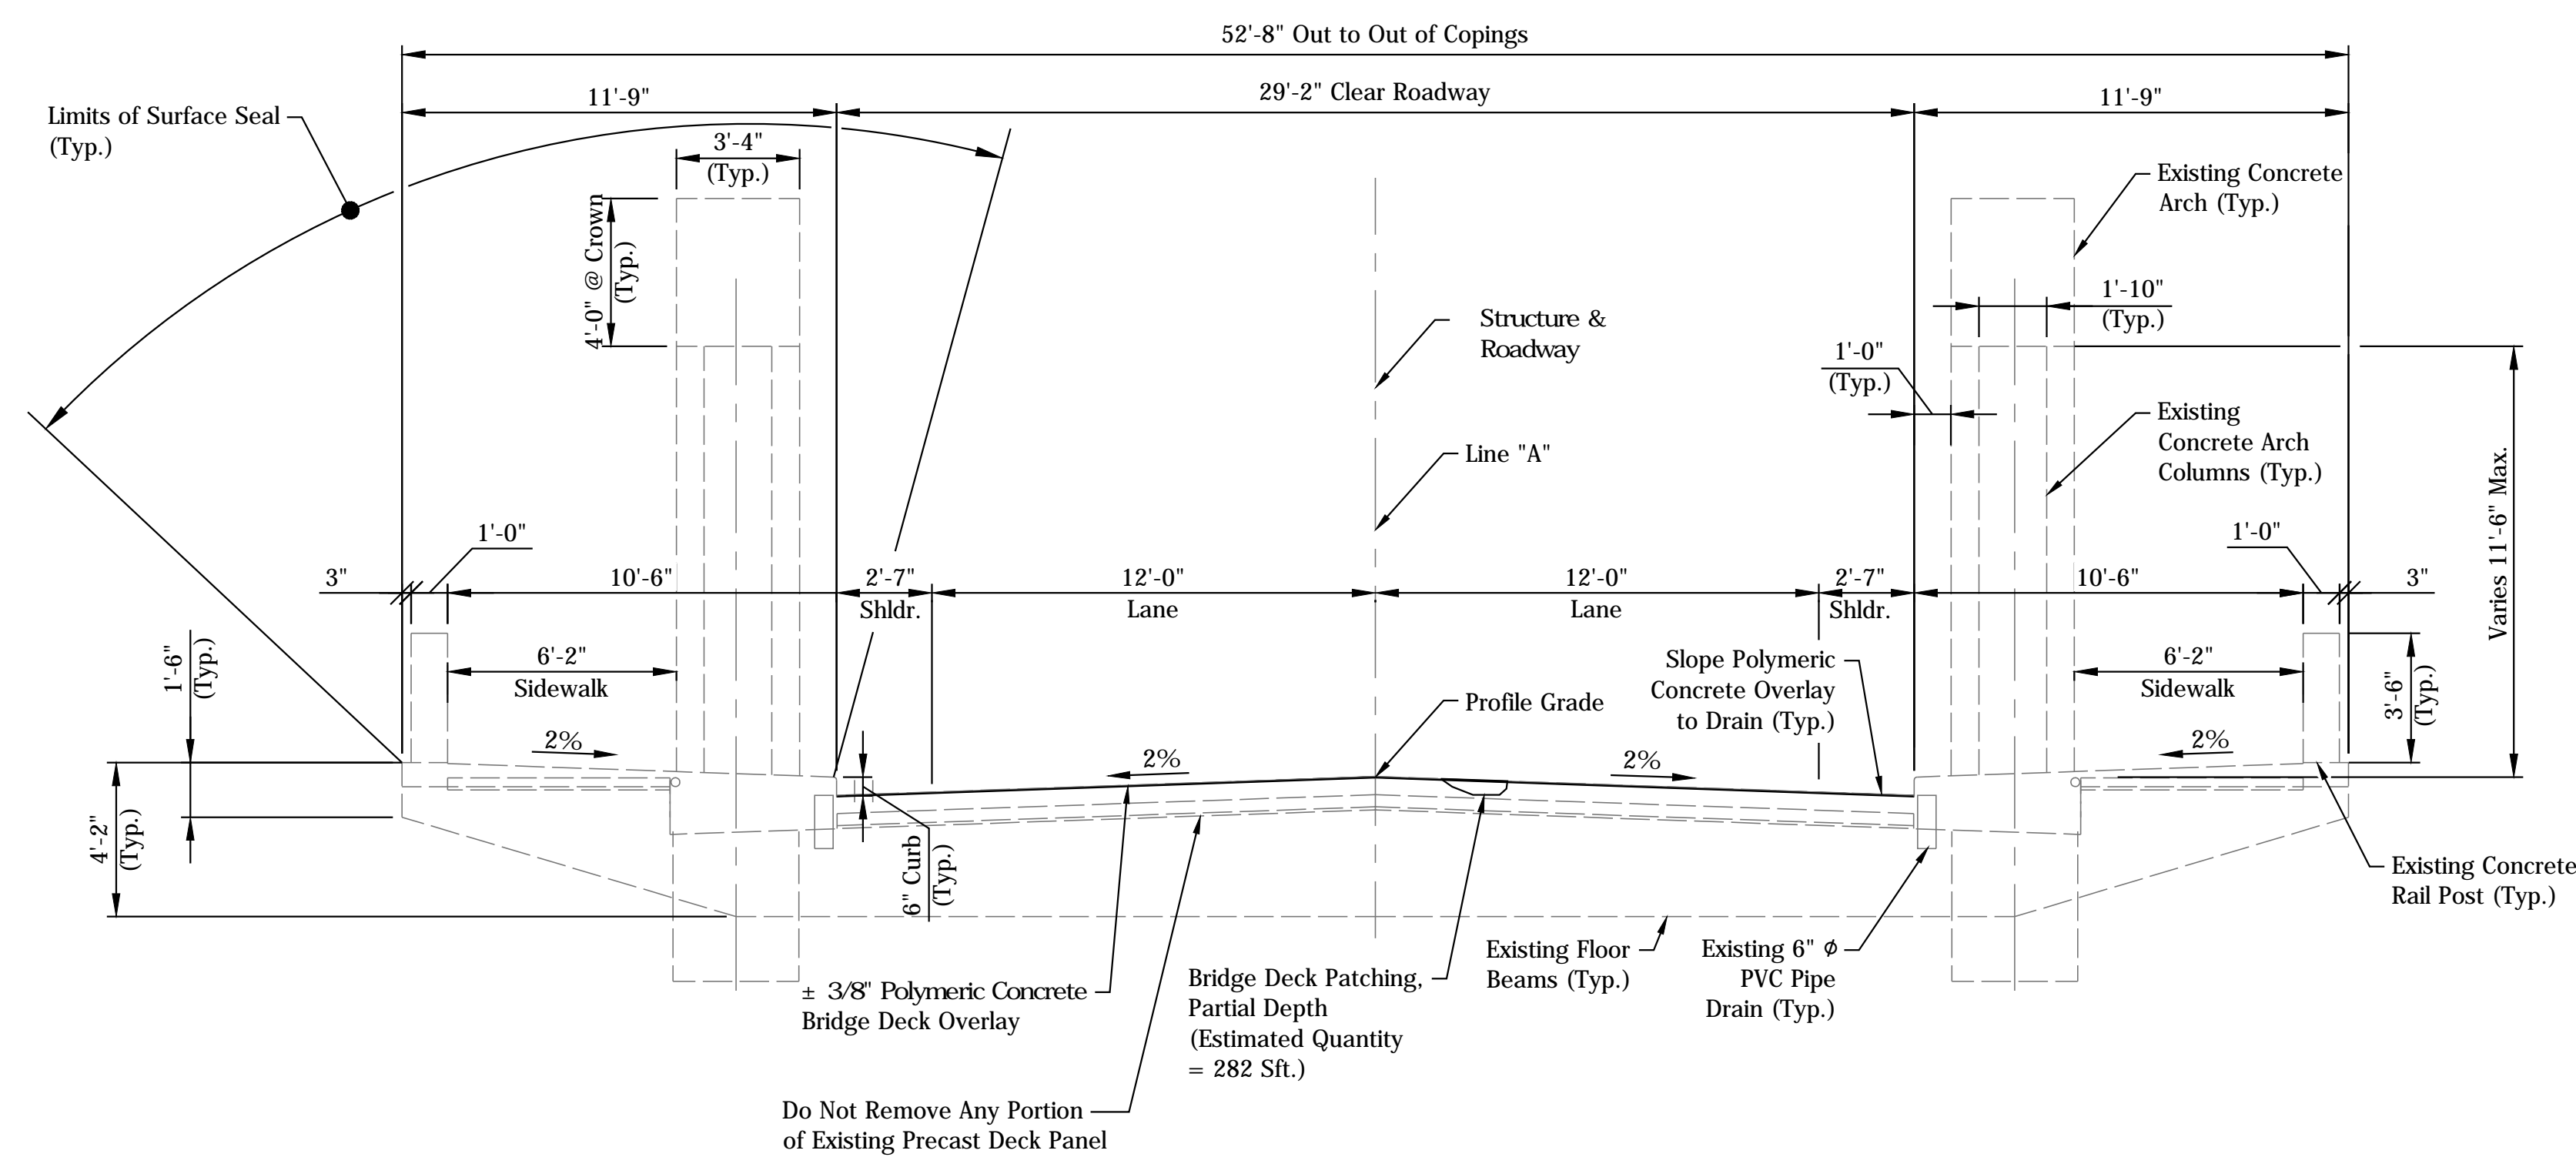 52'-8" Out to Out of Copings
11'-9"
29'-2" Clear Roadway
11'-9"
Limits of Surface Seal
(Typ.)
3'-4"
(Typ.)
4'-0" @ Crown
(Typ.)
Existing Concrete
Arch (Typ.)
1'-10"
(Typ.)
Structure &
Roadway
1'-0"
(Typ.)
Line "A"
Existing
Concrete Arch
Columns (Typ.)
Varies 11'-6" Max.
1'-0"
1'-0"
3"
10'-6"
2'-7"
Shldr.
12'-0"
Lane
12'-0"
Lane
2'-7"
Shldr.
10'-6"
3"
1'-6"
(Typ.)
6'-2"
Sidewalk
Slope Polymeric
Concrete Overlay
to Drain (Typ.)
6'-2"
Sidewalk
3'-6"
(Typ.)
Profile Grade
2%
2%
2%
2%
4'-2"
(Typ.)
6" Curb
(Typ.)
Existing Concrete
Rail Post (Typ.)
± 3/8" Polymeric Concrete
Bridge Deck Overlay
Bridge Deck Patching,
Partial Depth
(Estimated Quantity
= 282 Sft.)
Existing Floor
Beams (Typ.)
Existing 6" ϕ
PVC Pipe
Drain (Typ.)
Do Not Remove Any Portion
of Existing Precast Deck Panel